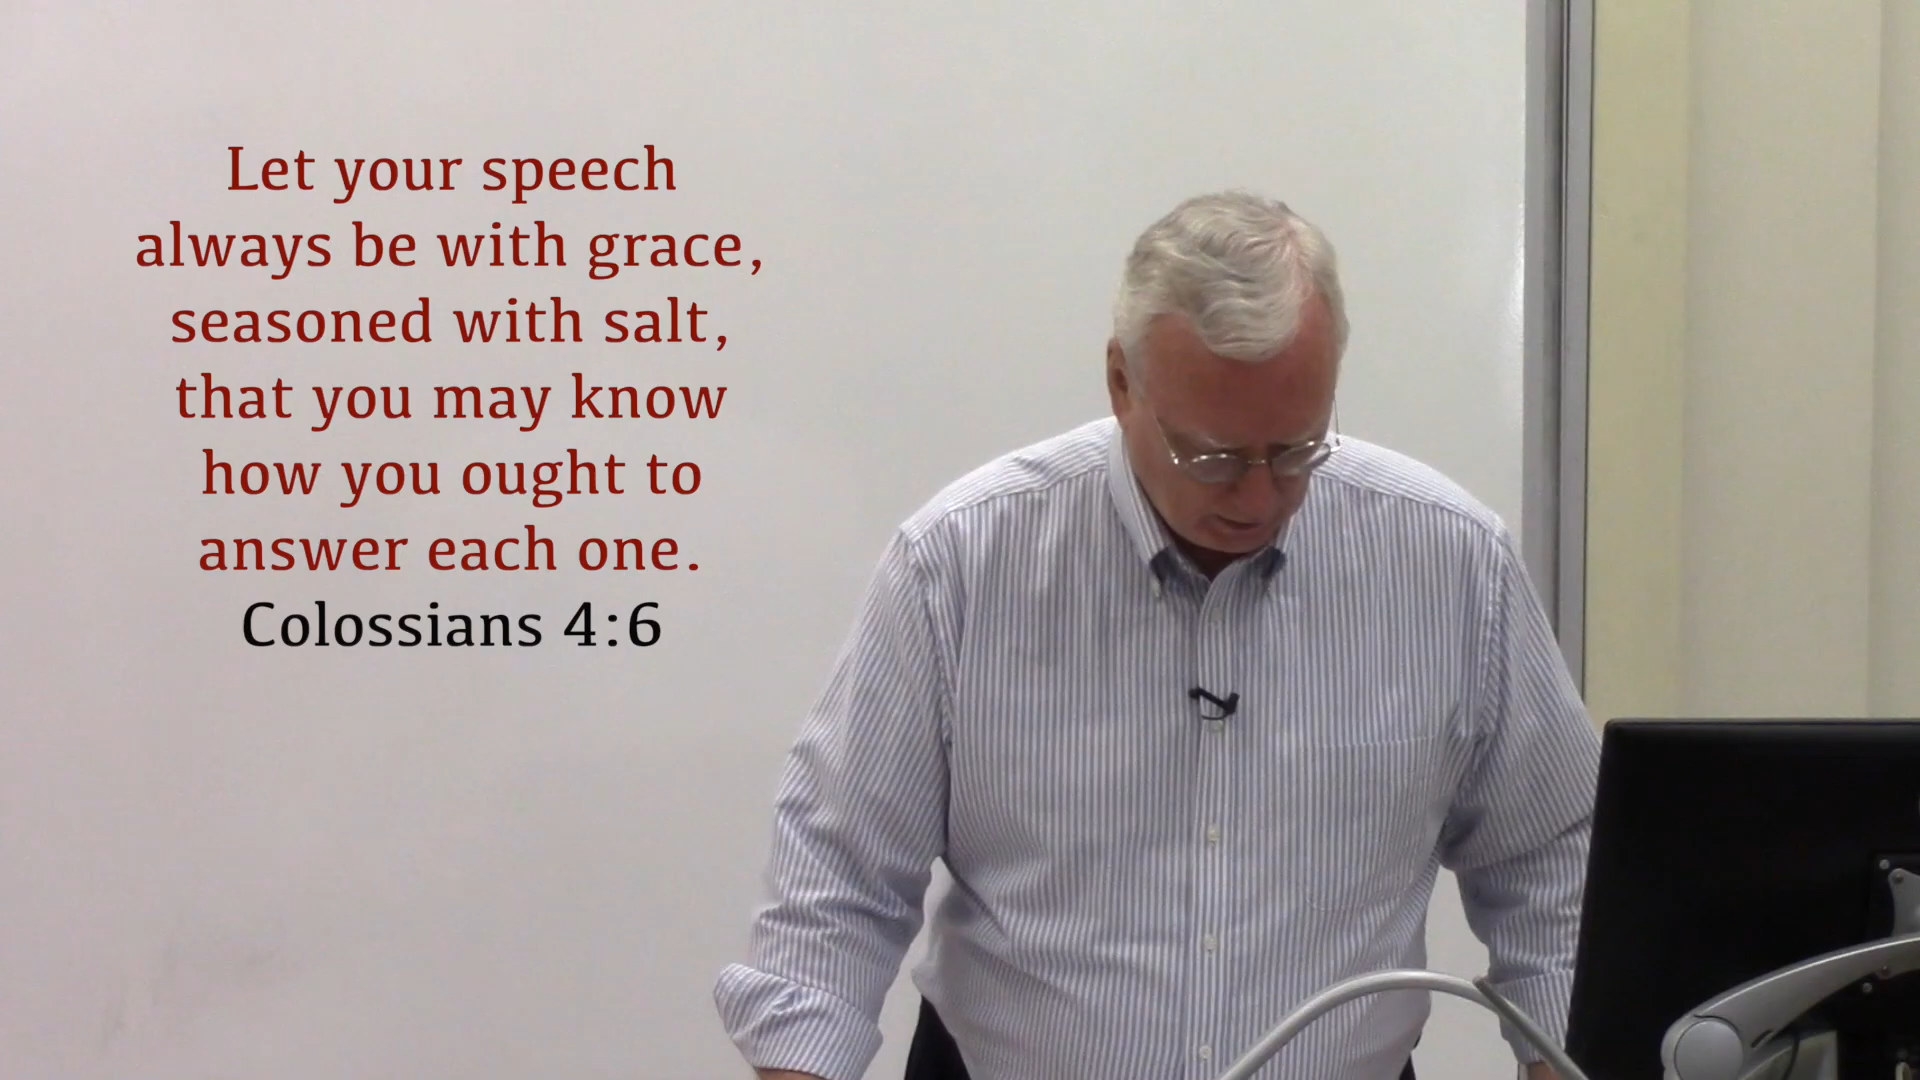 Let your speech
always be with grace,
seasoned with salt,
that you may know
how you ought to
answer each one.
Colossians 4:6